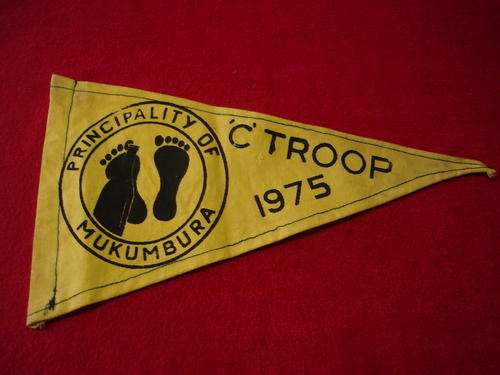 PRINCIPALITY OF
MUKUMBURA
'C' TROOP
1975